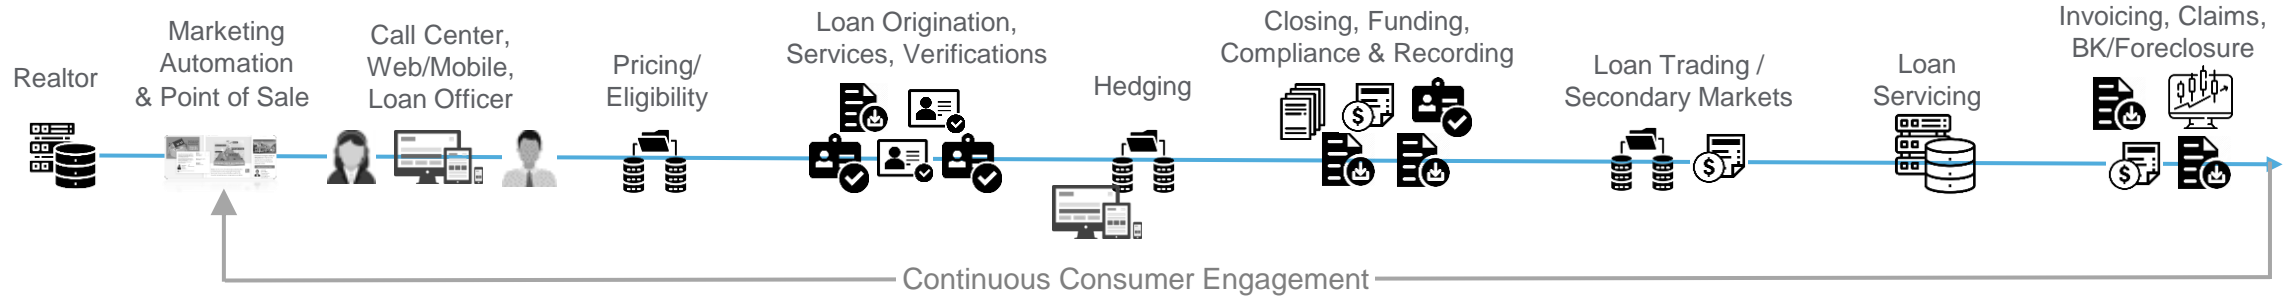 Realtor
Marketing
Automation
& Point of Sale
Call Center,
Web/Mobile,
Loan Officer
Pricing/
Eligibility
Loan Origination,
Services, Verifications
Hedging
Closing, Funding,
Compliance & Recording
Loan Trading /
Secondary Markets
Loan
Servicing
Invoicing, Claims,
BK/Foreclosure
$
$
$
Continuous Consumer Engagement